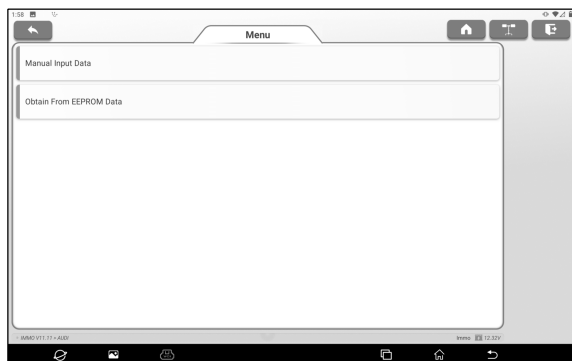 1:58
Menu
Manual Input Data
Obtain From EEPROM Data
IMMO V11.11 > AUDI
Immo 12.32V